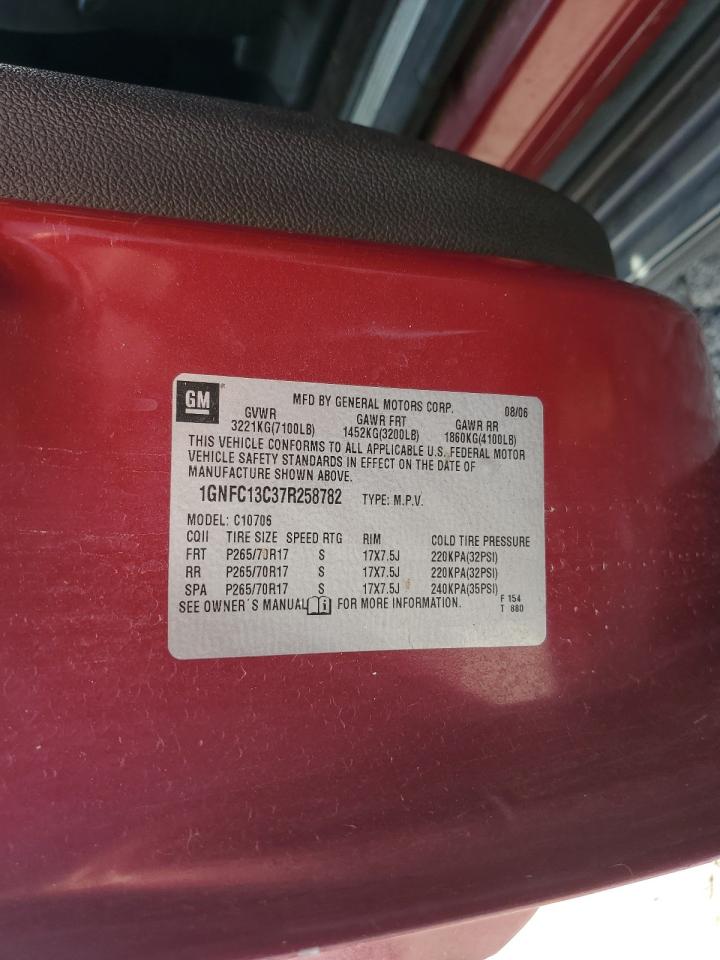 GM MFD BY GENERAL MOTORS CORP. 08/06
GVWR GAWR FRT GAWR RR
3221KG(7100LB) 1452KG(3200LB) 1860KG(4100LB)
THIS VEHICLE CONFORMS TO ALL APPLICABLE U.S. FEDERAL MOTOR
VEHICLE SAFETY STANDARDS IN EFFECT ON THE DATE OF
MANUFACTURE SHOWN ABOVE.
1GNFC13C37R258782 TYPE: M.P.V.
MODEL: C10706
COII TIRE SIZE SPEED RTG RIM COLD TIRE PRESSURE
FRT P265/70R17 S 17X7.5J 220KPA(32PSI)
RR P265/70R17 S 17X7.5J 220KPA(32PSI)
SPA P265/70R17 S 17X7.5J 240KPA(35PSI)
SEE OWNER'S MANUAL i FOR MORE INFORMATION. F 154
T 880